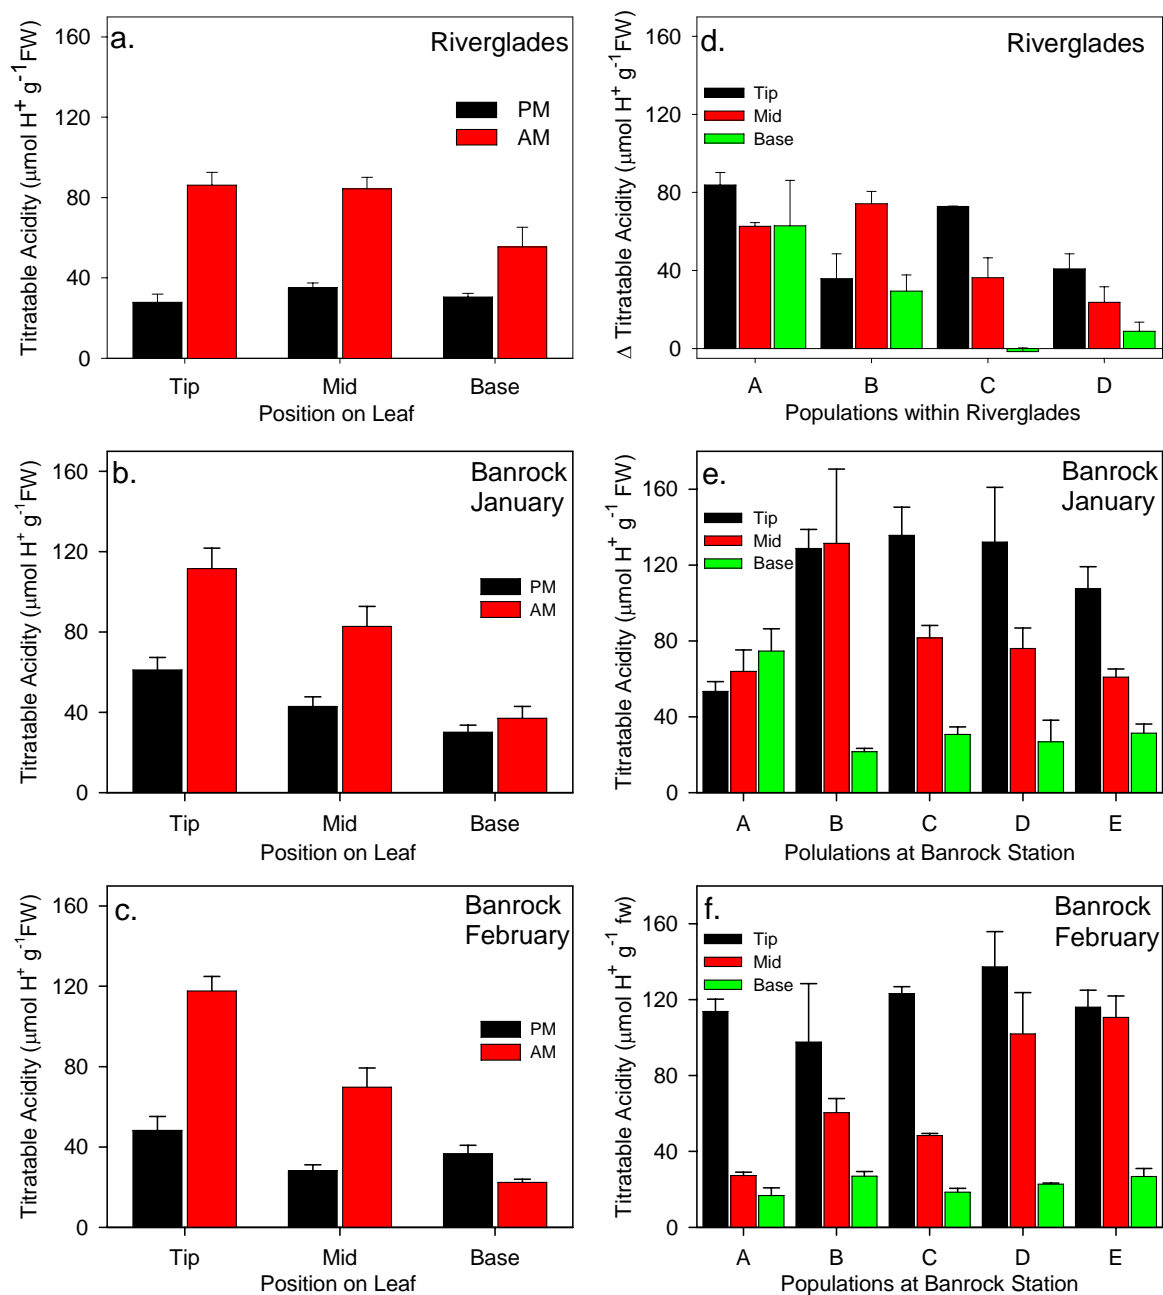 a.
Riverglades
PM
AM
160
120
80
40
0
Titratable Acidity (μmol H⁺ g⁻¹FW)
Tip Mid Base
Position on Leaf
d.
Riverglades
Tip
Mid
Base
160
120
80
40
0
Δ Titratable Acidity (μmol H⁺ g⁻¹FW)
A B C D
Populations within Riverglades
b.
Banrock
January
PM
AM
160
120
80
40
0
Titratable Acidity (μmol H⁺ g⁻¹FW)
Tip Mid Base
Position on Leaf
e.
Banrock
January
Tip
Mid
Base
160
120
80
40
0
Titratable Acidity (μmol H⁺ g⁻¹ FW)
A B C D E
Polulations at Banrock Station
c.
Banrock
February
PM
AM
160
120
80
40
0
Titratable Acidity (μmol H⁺ g⁻¹FW)
Tip Mid Base
Position on Leaf
f.
Banrock
February
Tip
Mid
Base
160
120
80
40
0
Titratable Acidity (μmol H⁺ g⁻¹ fw)
A B C D E
Populations at Banrock Station